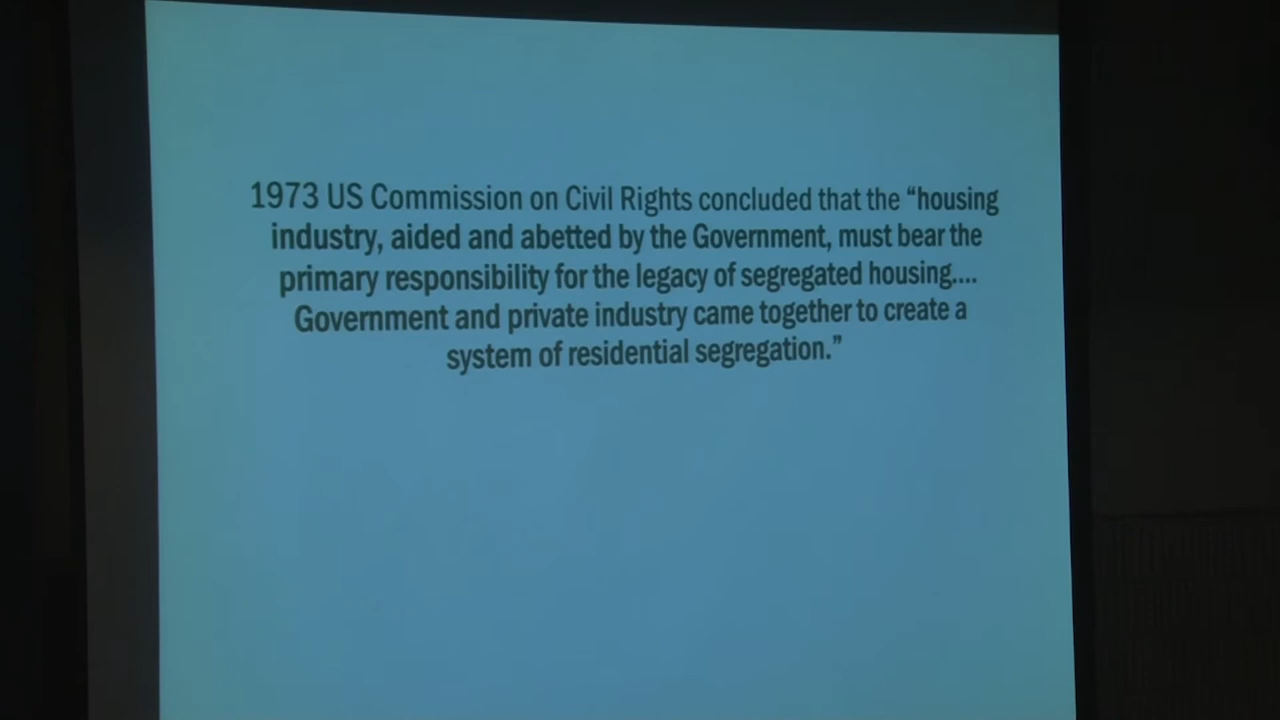 1973 US Commission on Civil Rights concluded that the “housing
industry, aided and abetted by the Government, must bear the
primary responsibility for the legacy of segregated housing....
Government and private industry came together to create a
system of residential segregation.”